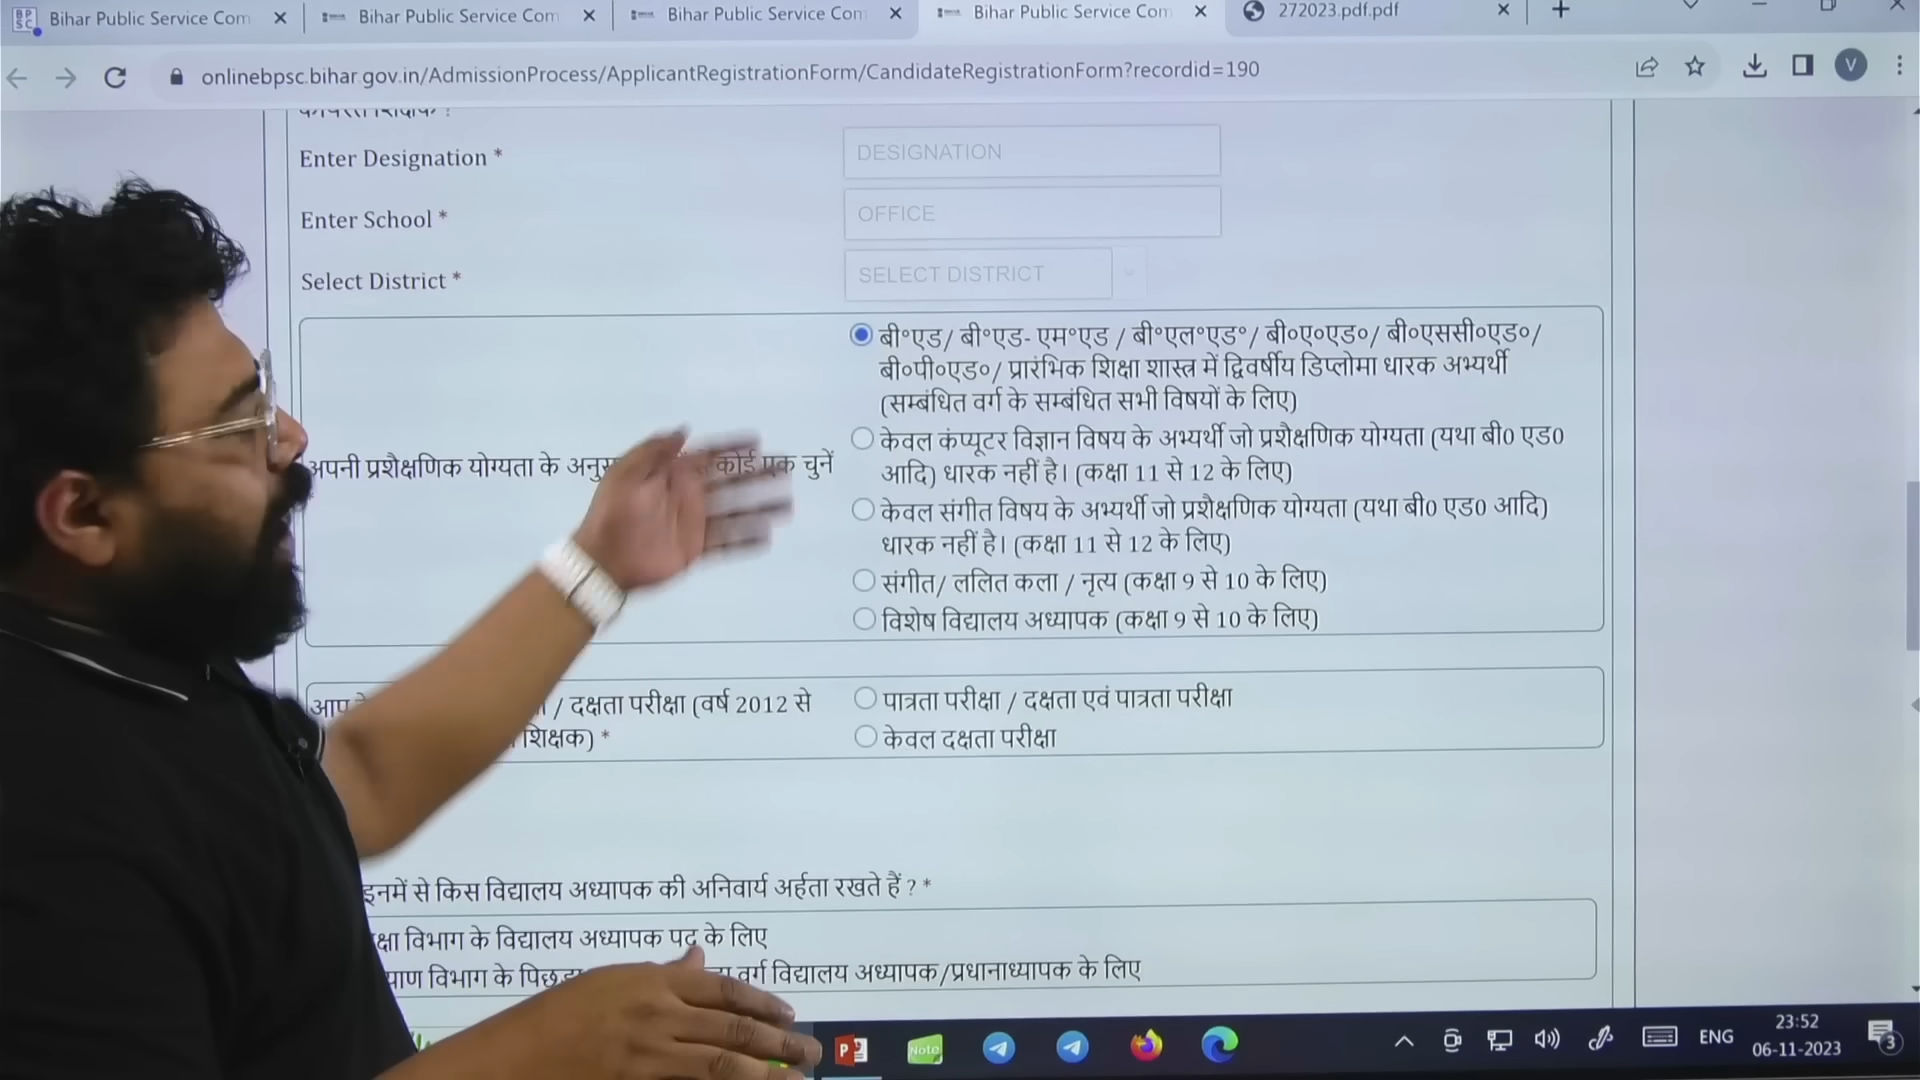 Bihar Public Service Com
Bihar Public Service Com
Bihar Public Service Com
Bihar Public Service Com
272023.pdf.pdf
onlinebpsc.bihar.gov.in/AdmissionProcess/ApplicantRegistrationForm/CandidateRegistrationForm?recordid=190
V
Enter Designation *
DESIGNATION
Enter School *
OFFICE
Select District *
SELECT DISTRICT
अपनी प्रशैक्षणिक योग्यता के कोई एक चुनें
बी°एड/ बी°एड- एम°एड / बी°एल°एड°/ बी०ए०एड०/ बी०एससी०एड०/
बी०पी०एड०/ प्रारंभिक शिक्षा शास्त्र में द्विवर्षीय डिप्लोमा धारक अभ्यर्थी
(सम्बंधित वर्ग के सम्बंधित सभी विषयों के लिए)
केवल कंप्यूटर विज्ञान विषय के अभ्यर्थी जो प्रशैक्षणिक योग्यता (यथा बी0 एड0
आदि) धारक नहीं है। (कक्षा 11 से 12 के लिए)
केवल संगीत विषय के अभ्यर्थी जो प्रशैक्षणिक योग्यता (यथा बी0 एड0 आदि)
धारक नहीं है। (कक्षा 11 से 12 के लिए)
संगीत/ ललित कला / नृत्य (कक्षा 9 से 10 के लिए)
विशेष विद्यालय अध्यापक (कक्षा 9 से 10 के लिए)
आप / दक्षता परीक्षा (वर्ष 2012 से
शिक्षक) *
पात्रता परीक्षा / दक्षता एवं पात्रता परीक्षा
केवल दक्षता परीक्षा
इनमें से किस विद्यालय अध्यापक की अनिवार्य अर्हता रखते हैं ? *
विभाग के विद्यालय अध्यापक पद के लिए
विभाग के वर्ग विद्यालय अध्यापक/प्रधानाध्यापक के लिए
Note
ENG
23:52
06-11-2023
3